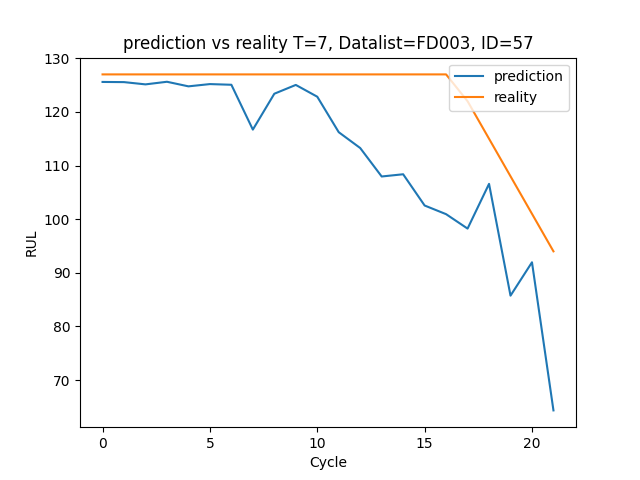 prediction vs reality T=7, Datalist=FD003, ID=57
prediction
reality
130
120
110
100
90
80
70
RUL
0 5 10 15 20
Cycle